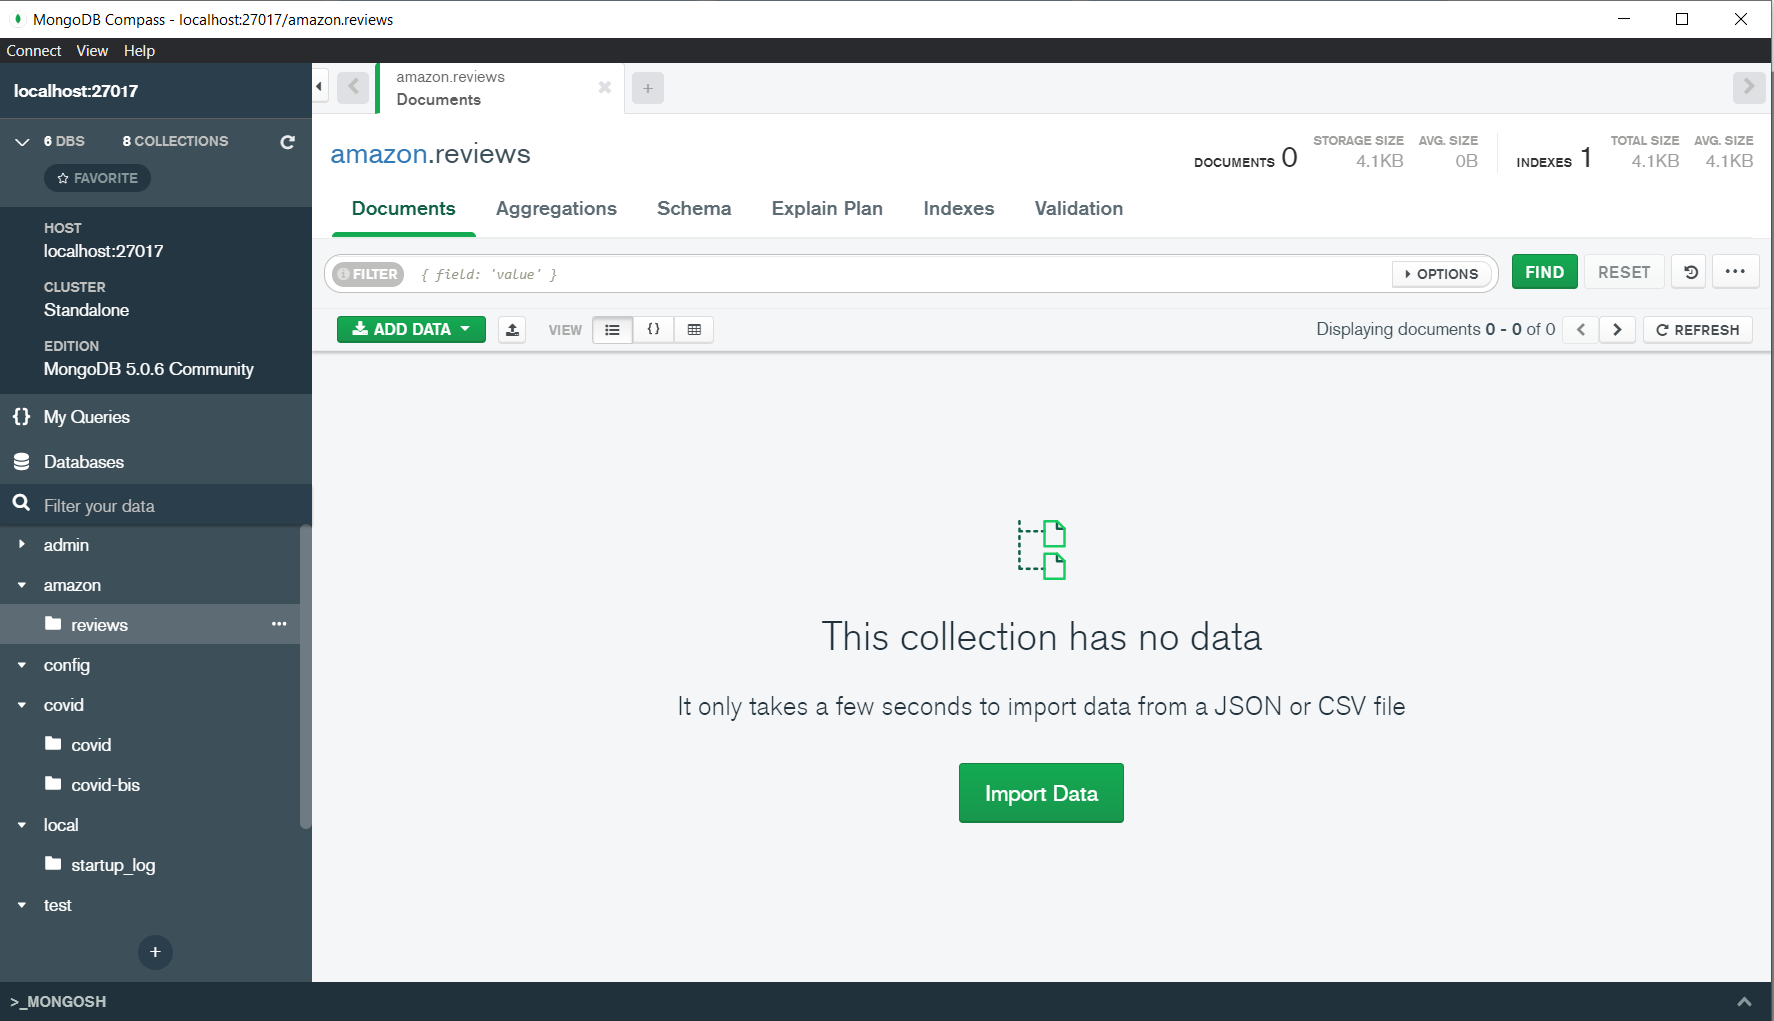 MongoDB Compass - localhost:27017/amazon.reviews
Connect View Help
localhost:27017
6 DBS 8 COLLECTIONS
FAVORITE
HOST
localhost:27017
CLUSTER
Standalone
EDITION
MongoDB 5.0.6 Community
{} My Queries
Databases
Filter your data
admin
amazon
reviews
config
covid
covid
covid-bis
local
startup_log
test
+
amazon.reviews
Documents
+
amazon.reviews
DOCUMENTS 0
STORAGE SIZE
4.1KB
AVG. SIZE
0B
INDEXES 1
TOTAL SIZE
4.1KB
AVG. SIZE
4.1KB
Documents Aggregations Schema Explain Plan Indexes Validation
FILTER { field: 'value' } OPTIONS FIND RESET ...
ADD DATA VIEW {} Displaying documents 0 - 0 of 0 < > REFRESH
This collection has no data
It only takes a few seconds to import data from a JSON or CSV file
Import Data
>_MONGOSH